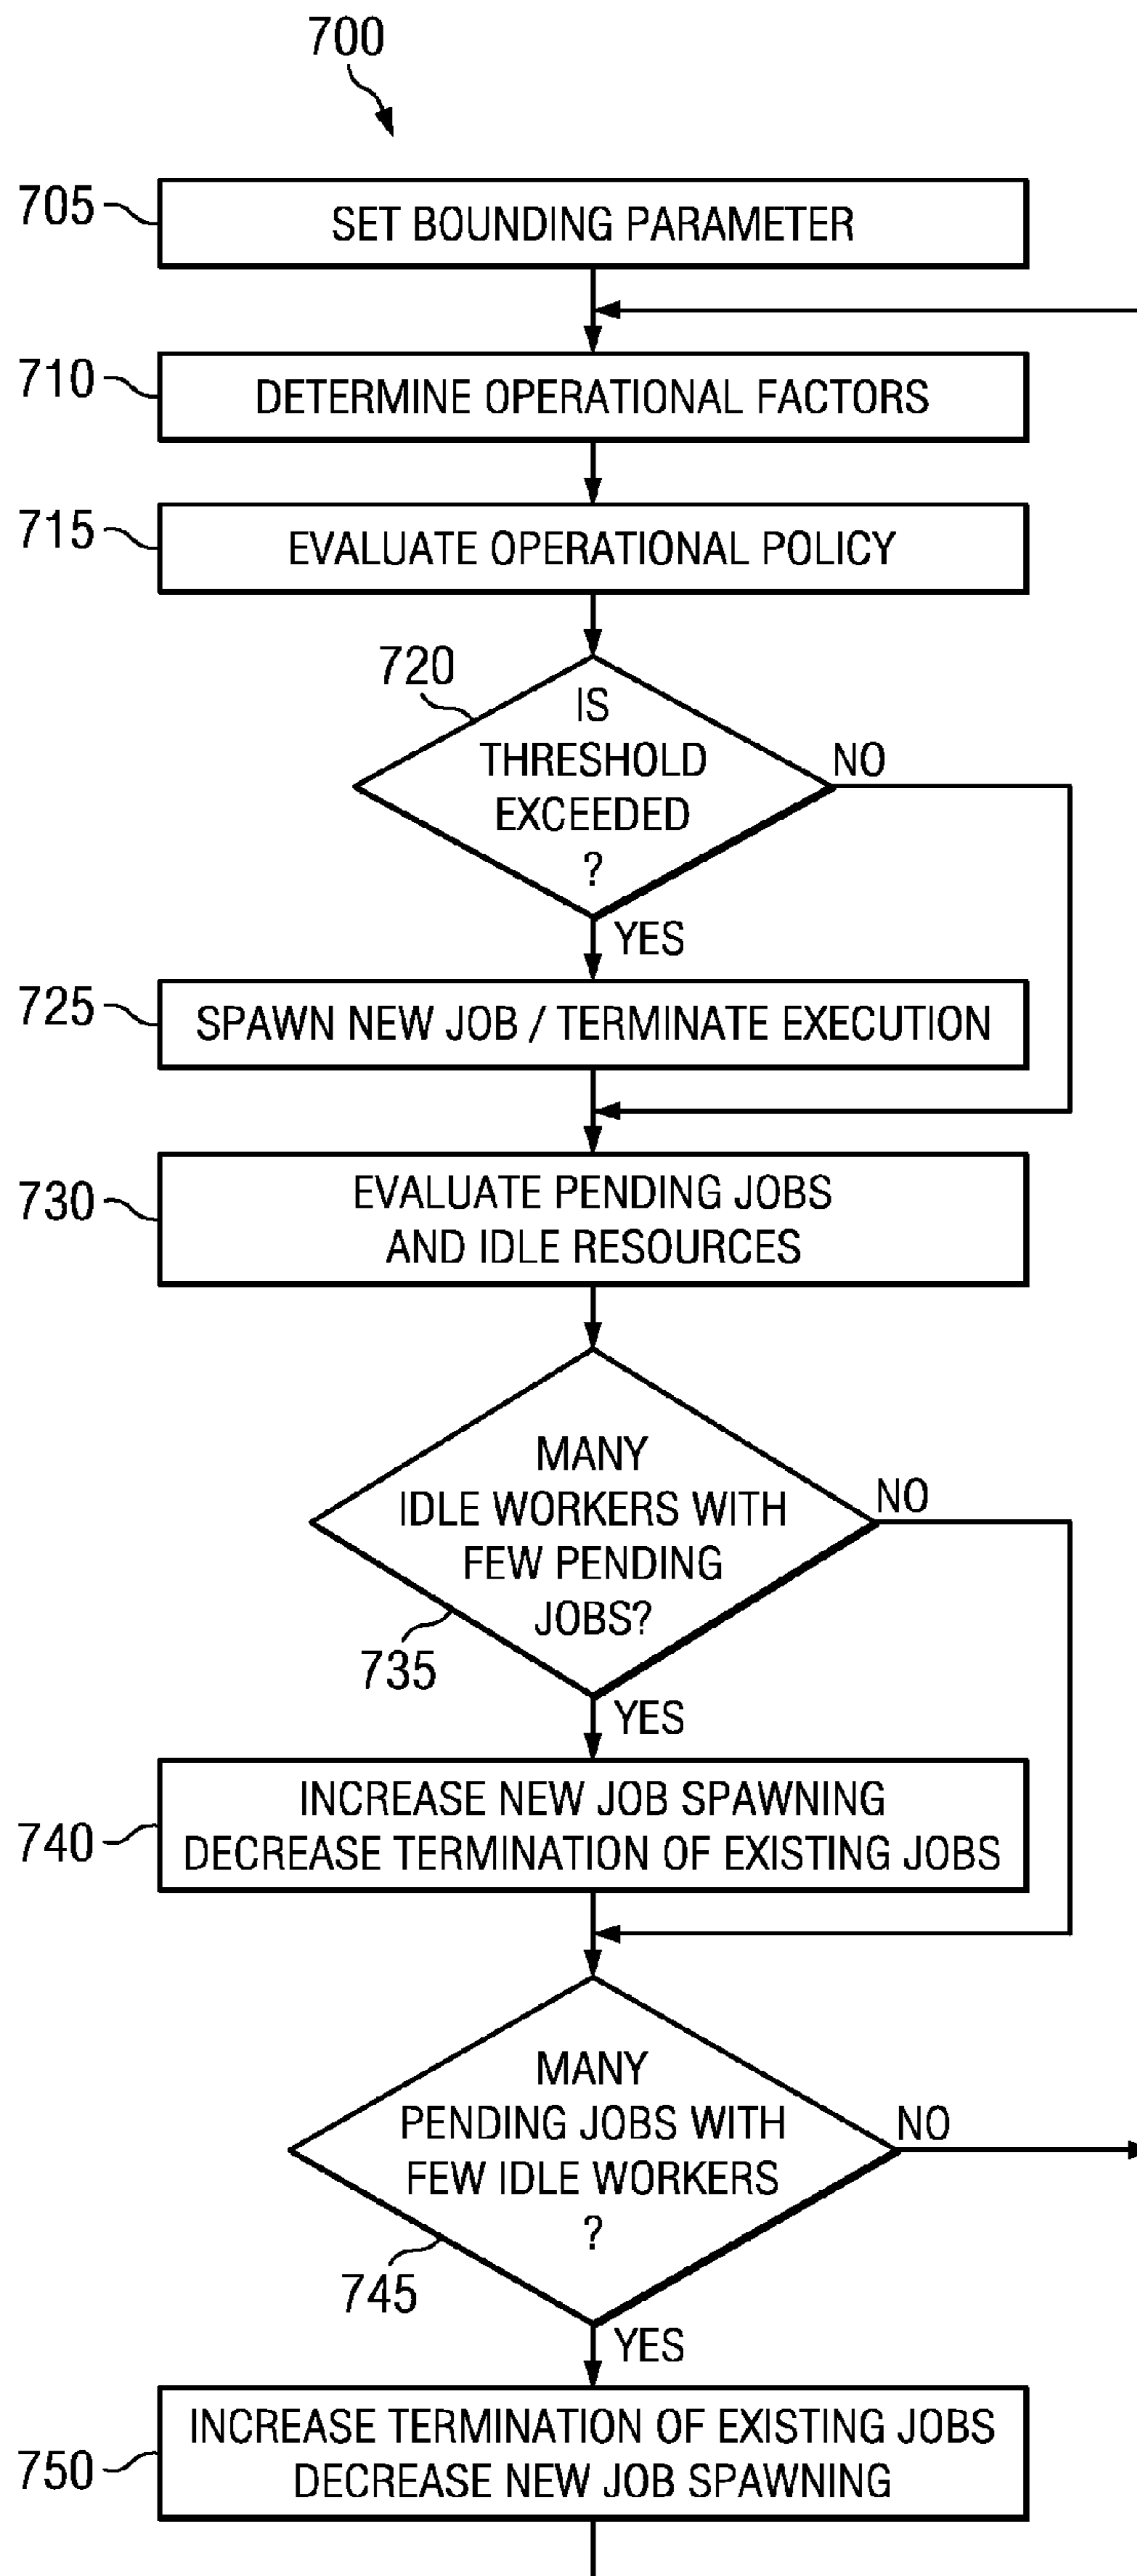 700
705
SET BOUNDING PARAMETER
710
DETERMINE OPERATIONAL FACTORS
715
EVALUATE OPERATIONAL POLICY
720
IS
THRESHOLD
EXCEEDED
?
NO
YES
725
SPAWN NEW JOB / TERMINATE EXECUTION
730
EVALUATE PENDING JOBS
AND IDLE RESOURCES
MANY
IDLE WORKERS WITH
FEW PENDING
JOBS?
NO
735
YES
740
INCREASE NEW JOB SPAWNING
DECREASE TERMINATION OF EXISTING JOBS
MANY
PENDING JOBS WITH
FEW IDLE WORKERS
?
NO
745
YES
750
INCREASE TERMINATION OF EXISTING JOBS
DECREASE NEW JOB SPAWNING